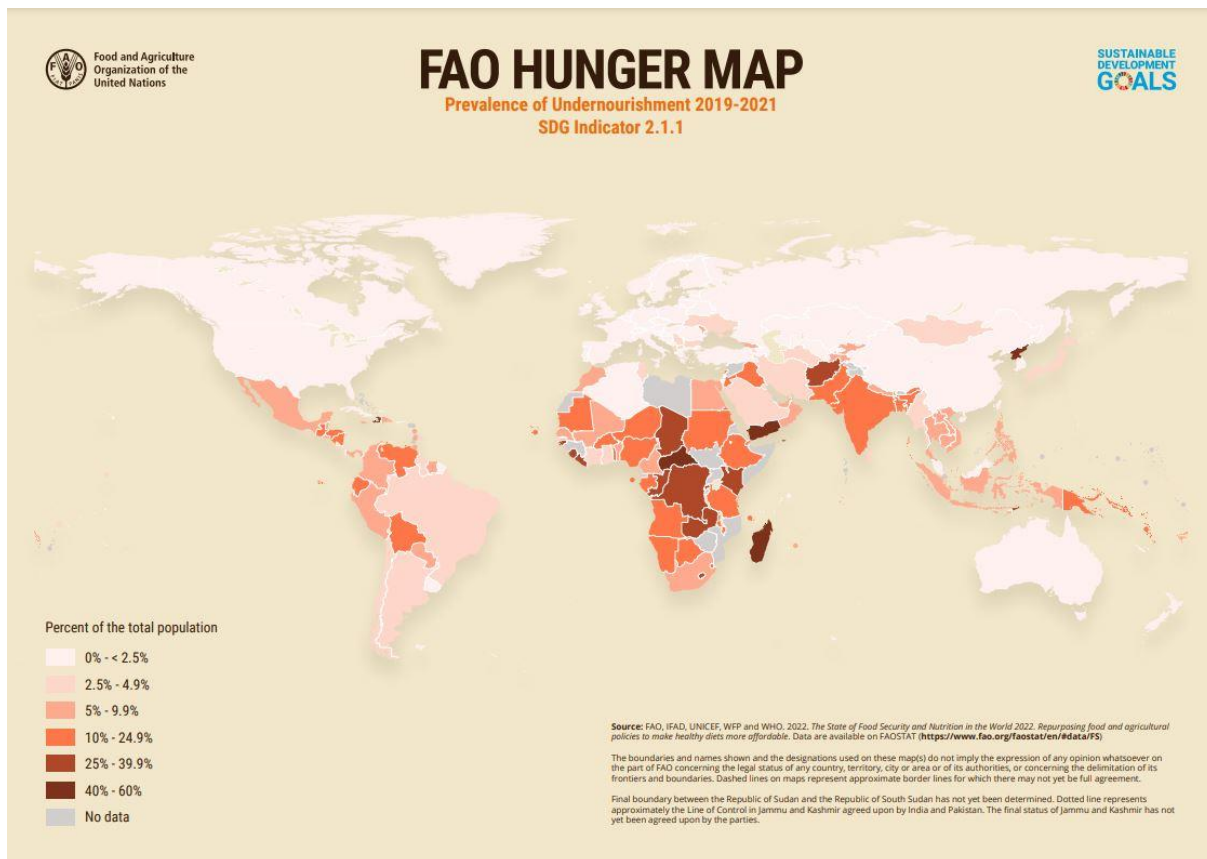 Food and Agriculture
Organization of the
United Nations
FAO HUNGER MAP
Prevalence of Undernourishment 2019-2021
SDG Indicator 2.1.1
SUSTAINABLE
DEVELOPMENT
GOALS
Percent of the total population
0% - < 2.5%
2.5% - 4.9%
5% - 9.9%
10% - 24.9%
25% - 39.9%
40% - 60%
No data
Source: FAO, IFAD, UNICEF, WFP and WHO. 2022. The State of Food Security and Nutrition in the World 2022. Repurposing food and agricultural
policies to make healthy diets more affordable. Data are available on FAOSTAT (https://www.fao.org/faostat/en/#data/FS)
The boundaries and names shown and the designations used on these map(s) do not imply the expression of any opinion whatsoever on
the part of FAO concerning the legal status of any country, territory, city or area or of its authorities, or concerning the delimitation of its
frontiers and boundaries. Dashed lines on maps represent approximate border lines for which there may not yet be full agreement.
Final boundary between the Republic of Sudan and the Republic of South Sudan has not yet been determined. Dotted line represents
approximately the Line of Control in Jammu and Kashmir agreed upon by India and Pakistan. The final status of Jammu and Kashmir has not
yet been agreed upon by the parties.